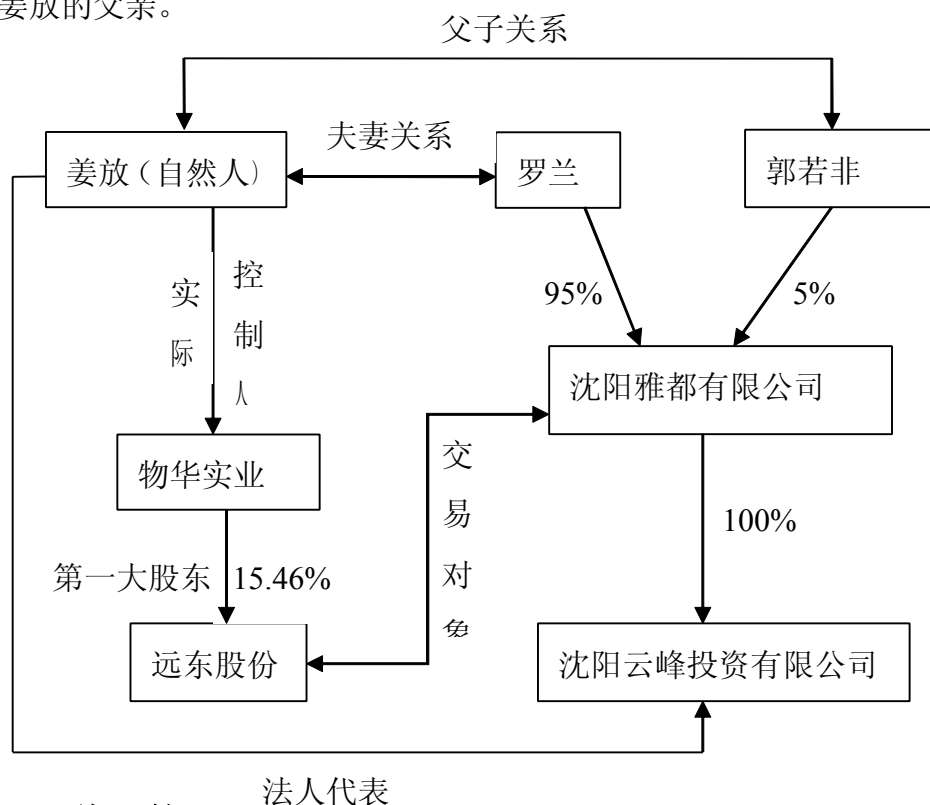 姜放的父亲。
父子关系
夫妻关系
姜放（自然人）
罗兰
郭若非
实际
控制人
95%
5%
沈阳雅都有限公司
物华实业
交易对象
100%
第一大股东 15.46%
远东股份
沈阳云峰投资有限公司
法人代表